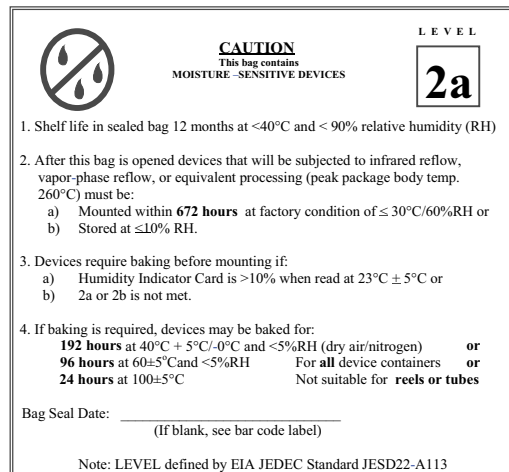 L E V E L
CAUTION
This bag contains
MOISTURE –SENSITIVE DEVICES
2a
1. Shelf life in sealed bag 12 months at <40°C and < 90% relative humidity (RH)
2. After this bag is opened devices that will be subjected to infrared reflow,
vapor-phase reflow, or equivalent processing (peak package body temp.
260°C) must be:
a) Mounted within 672 hours at factory condition of ≤ 30°C/60%RH or
b) Stored at ≤10% RH.
3. Devices require baking before mounting if:
a) Humidity Indicator Card is >10% when read at 23°C ± 5°C or
b) 2a or 2b is not met.
4. If baking is required, devices may be baked for:
192 hours at 40°C + 5°C/-0°C and <5%RH (dry air/nitrogen) or
96 hours at 60±5°Cand <5%RH For all device containers or
24 hours at 100±5°C Not suitable for reels or tubes
Bag Seal Date: ______________________________
(If blank, see bar code label)
Note: LEVEL defined by EIA JEDEC Standard JESD22-A113